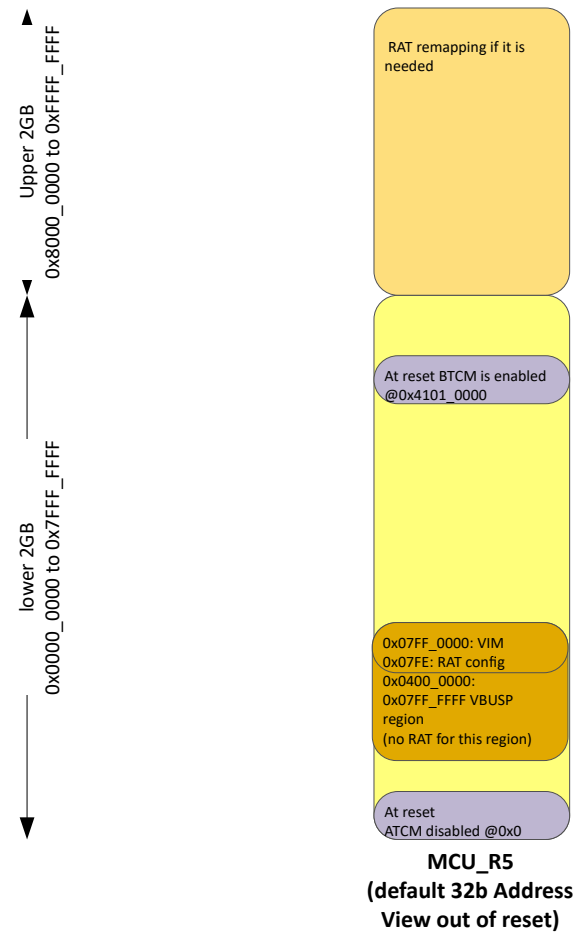 Upper 2GB
0x8000_0000 to 0xFFFF_FFFF
RAT remapping if it is
needed
lower 2GB
0x0000_0000 to 0x7FFF_FFFF
At reset BTCM is enabled
@0x4101_0000
0x07FF_0000: VIM
0x07FE: RAT config
0x0400_0000:
0x07FF_FFFF VBUSP
region
(no RAT for this region)
At reset
ATCM disabled @0x0
MCU_R5
(default 32b Address
View out of reset)